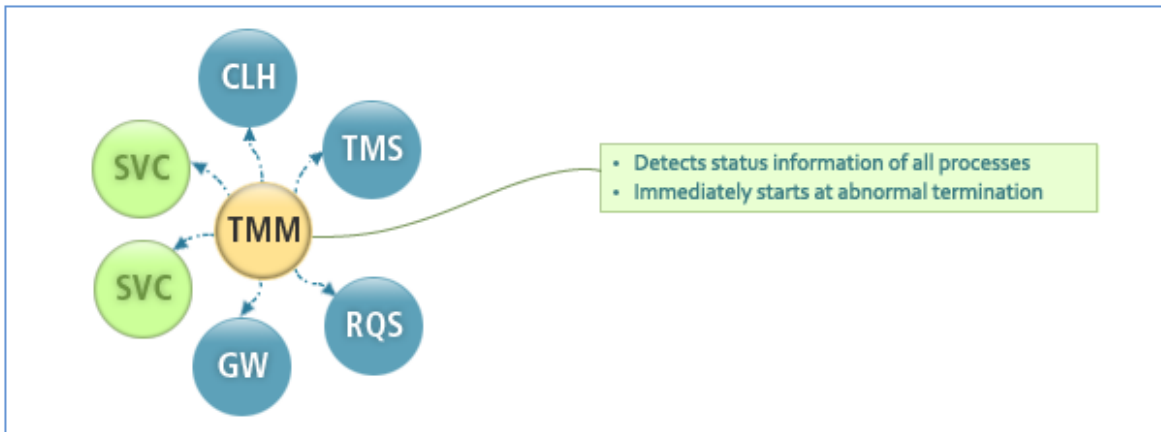 CLH
TMS
SVC
• Detects status information of all processes
• Immediately starts at abnormal termination
TMM
SVC
RQS
GW